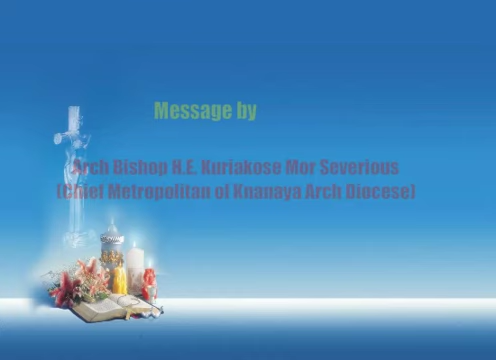 Message by
Arch Bishop H.E. Kuriakose Mor Severious
(Chief Metropolitan of Knanaya Arch Diocese)